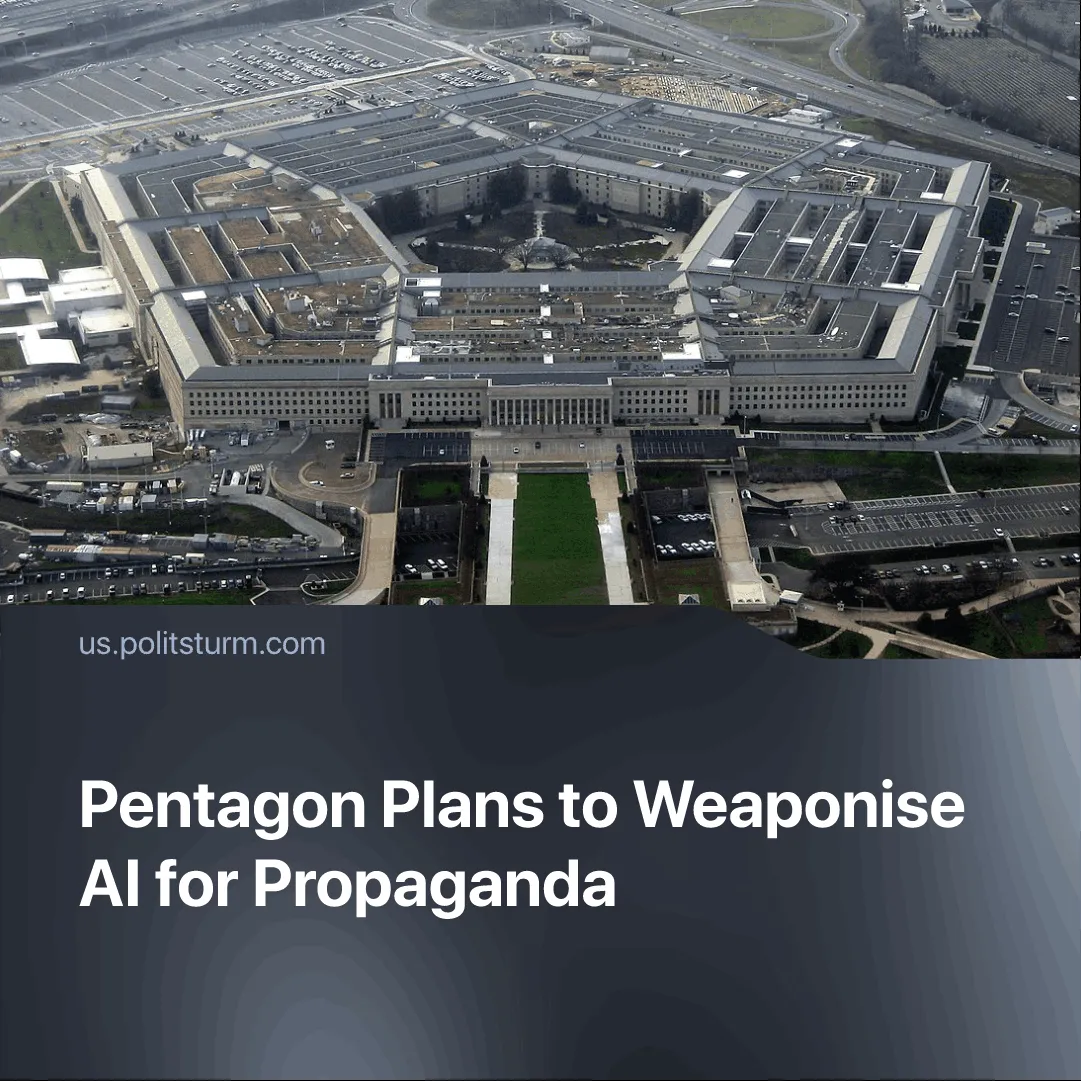 us.politsturm.com
Pentagon Plans to Weaponise
AI for Propaganda